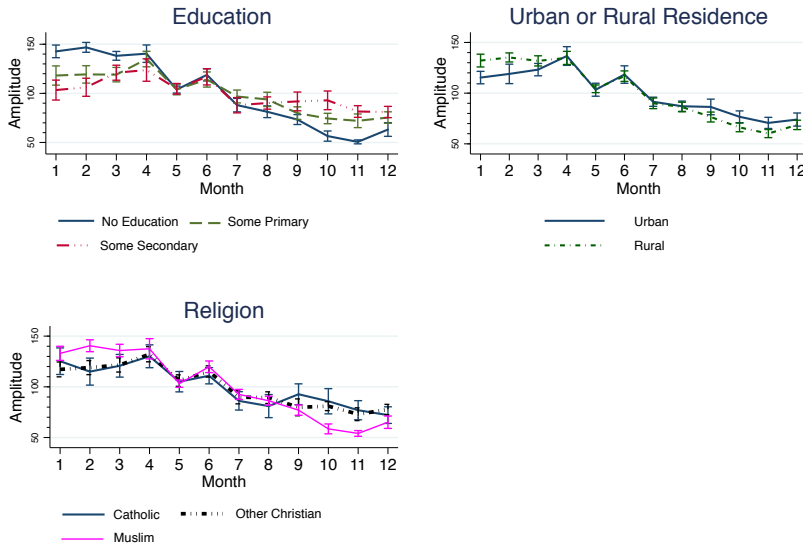 Education
Amplitude
150
100
50
1 2 3 4 5 6 7 8 9 10 11 12
Month
No Education
Some Primary
Some Secondary
Urban or Rural Residence
Amplitude
150
100
50
1 2 3 4 5 6 7 8 9 10 11 12
Month
Urban
Rural
Religion
Amplitude
150
100
50
1 2 3 4 5 6 7 8 9 10 11 12
Month
Catholic
Other Christian
Muslim